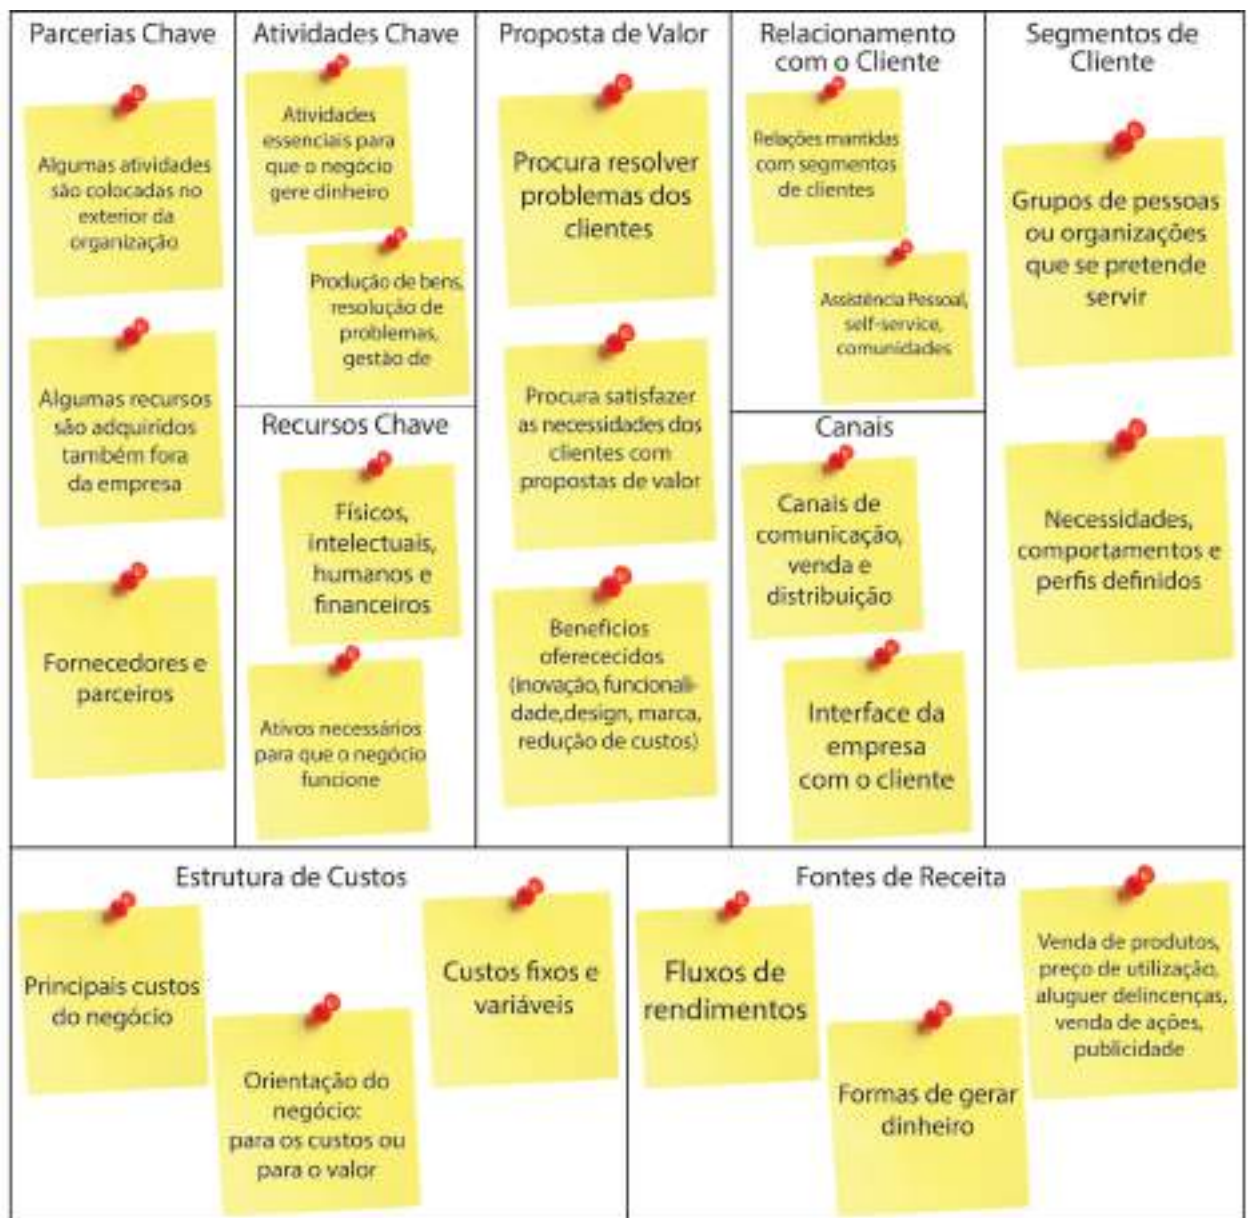 Parcerias Chave
Algumas atividades
são colocadas no
exterior da
organização
Algumas recursos
são adquiridos
também fora
da empresa
Fornecedores e
parceiros
Atividades Chave
Atividades
essenciais para
que o negócio
gere dinheiro
Produção de bens,
resolução de
problemas,
gestão de
Recursos Chave
Físicos,
intelectuais,
humanos e
financeiros
Ativos necessários
para que o negócio
funcione
Proposta de Valor
Procura resolver
problemas dos
clientes
Procura satisfazer
as necessidades dos
clientes com
propostas de valor
Beneficios
oferececidos
(inovação, funcionali-
dade,design, marca,
redução de custos)
Relacionamento
com o Cliente
Relações mantidas
com segmentos
de clientes
Assistência Pessoal,
self-service,
comunidades
Canais
Canais de
comunicação,
venda e
distribuição
Interface da
empresa
com o cliente
Segmentos de
Cliente
Grupos de pessoas
ou organizações
que se pretende
servir
Necessidades,
comportamentos e
perfis definidos
Estrutura de Custos
Principais custos
do negócio
Orientação do
negócio:
para os custos ou
para o valor
Custos fixos e
variáveis
Fontes de Receita
Fluxos de
rendimentos
Formas de gerar
dinheiro
Venda de produtos,
preço de utilização,
aluguer delincenças,
venda de ações,
publicidade